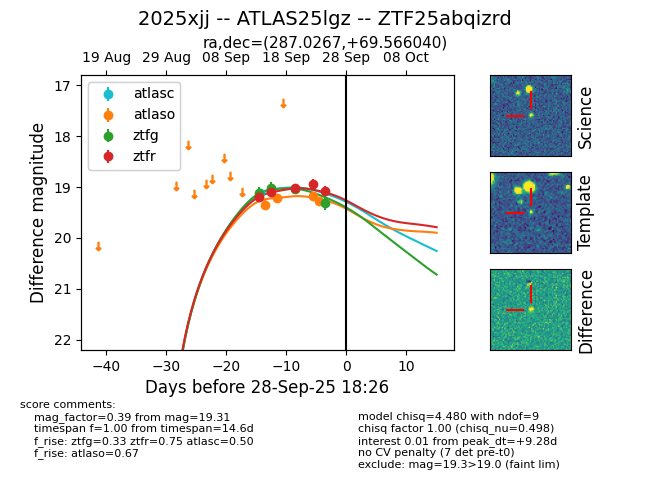 2025xjj -- ATLAS25lgz -- ZTF25abqizrd
ra,dec=(287.0267,+69.566040)
19 Aug 29 Aug 08 Sep 18 Sep 28 Sep 08 Oct
atlasc
atlaso
ztfg
ztfr
17
18
19
20
21
22
Difference magnitude
−40 −30 −20 −10 0 10
Days before 28-Sep-25 18:26
Science
Template
Difference
score comments:
mag_factor=0.39 from mag=19.31
timespan f=1.00 from timespan=14.6d
f_rise: ztfg=0.33 ztfr=0.75 atlasc=0.50
f_rise: atlaso=0.67
model chisq=4.480 with ndof=9
chisq factor 1.00 (chisq_nu=0.498)
interest 0.01 from peak_dt=+9.28d
no CV penalty (7 det pre-t0)
exclude: mag=19.3>19.0 (faint lim)